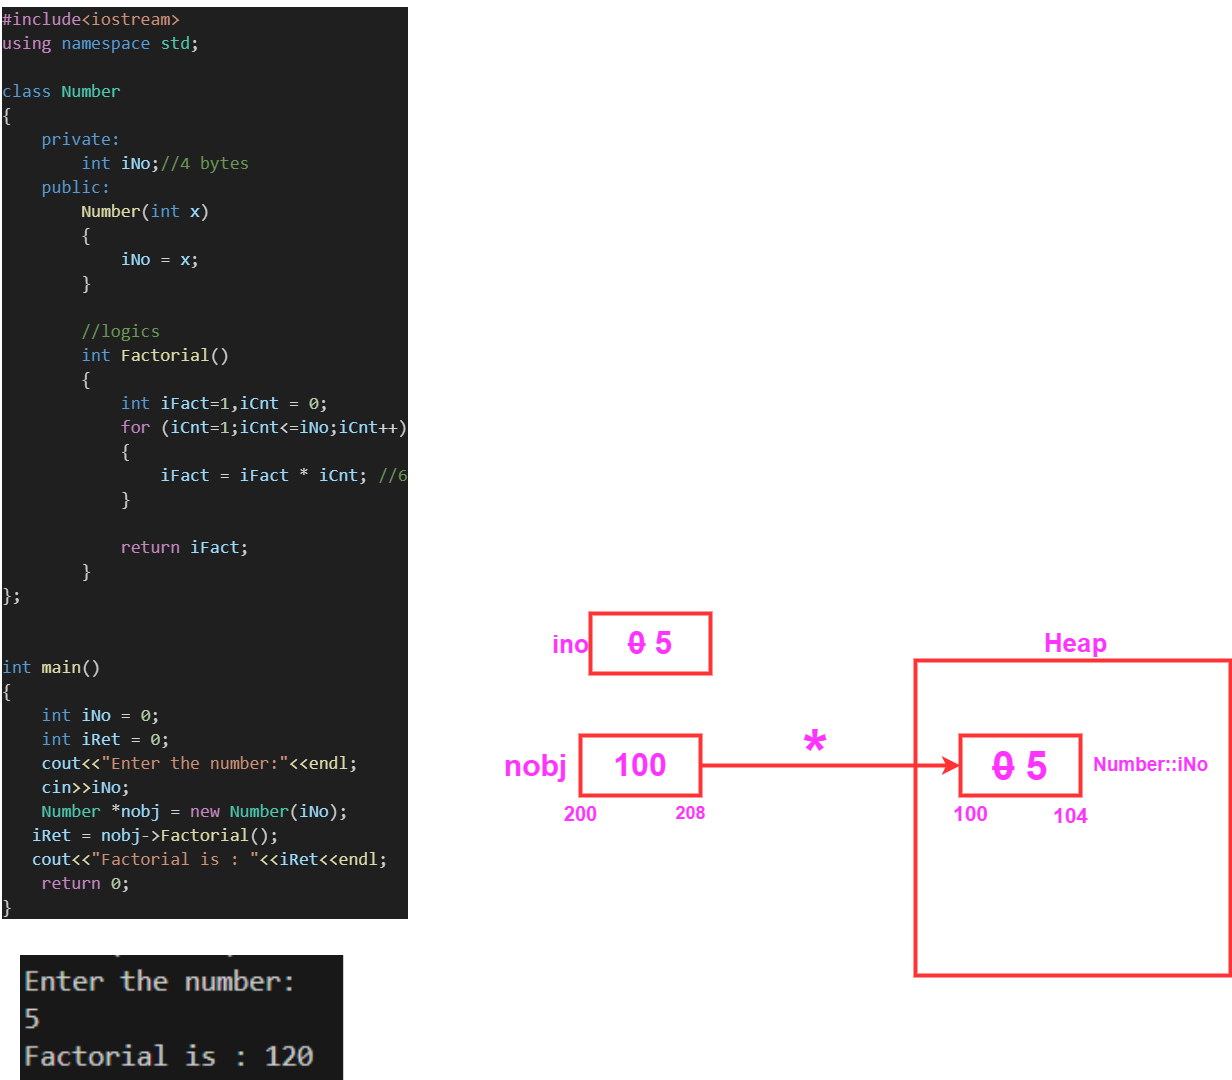 #include<iostream>
using namespace std;
class Number
{
private:
int iNo;//4 bytes
public:
Number(int x)
{
iNo = x;
}
//logics
int Factorial()
{
int iFact=1,iCnt = 0;
for (iCnt=1;iCnt<=iNo;iCnt++)
{
iFact = iFact * iCnt; //6
}
return iFact;
}
};
int main()
{
int iNo = 0;
int iRet = 0;
cout<<"Enter the number:"<<endl;
cin>>iNo;
Number *nobj = new Number(iNo);
iRet = nobj->Factorial();
cout<<"Factorial is : "<<iRet<<endl;
return 0;
}
Enter the number:
5
Factorial is : 120
ino 0 5
Heap
nobj 100 * 0 5 Number::iNo
200 208 100 104